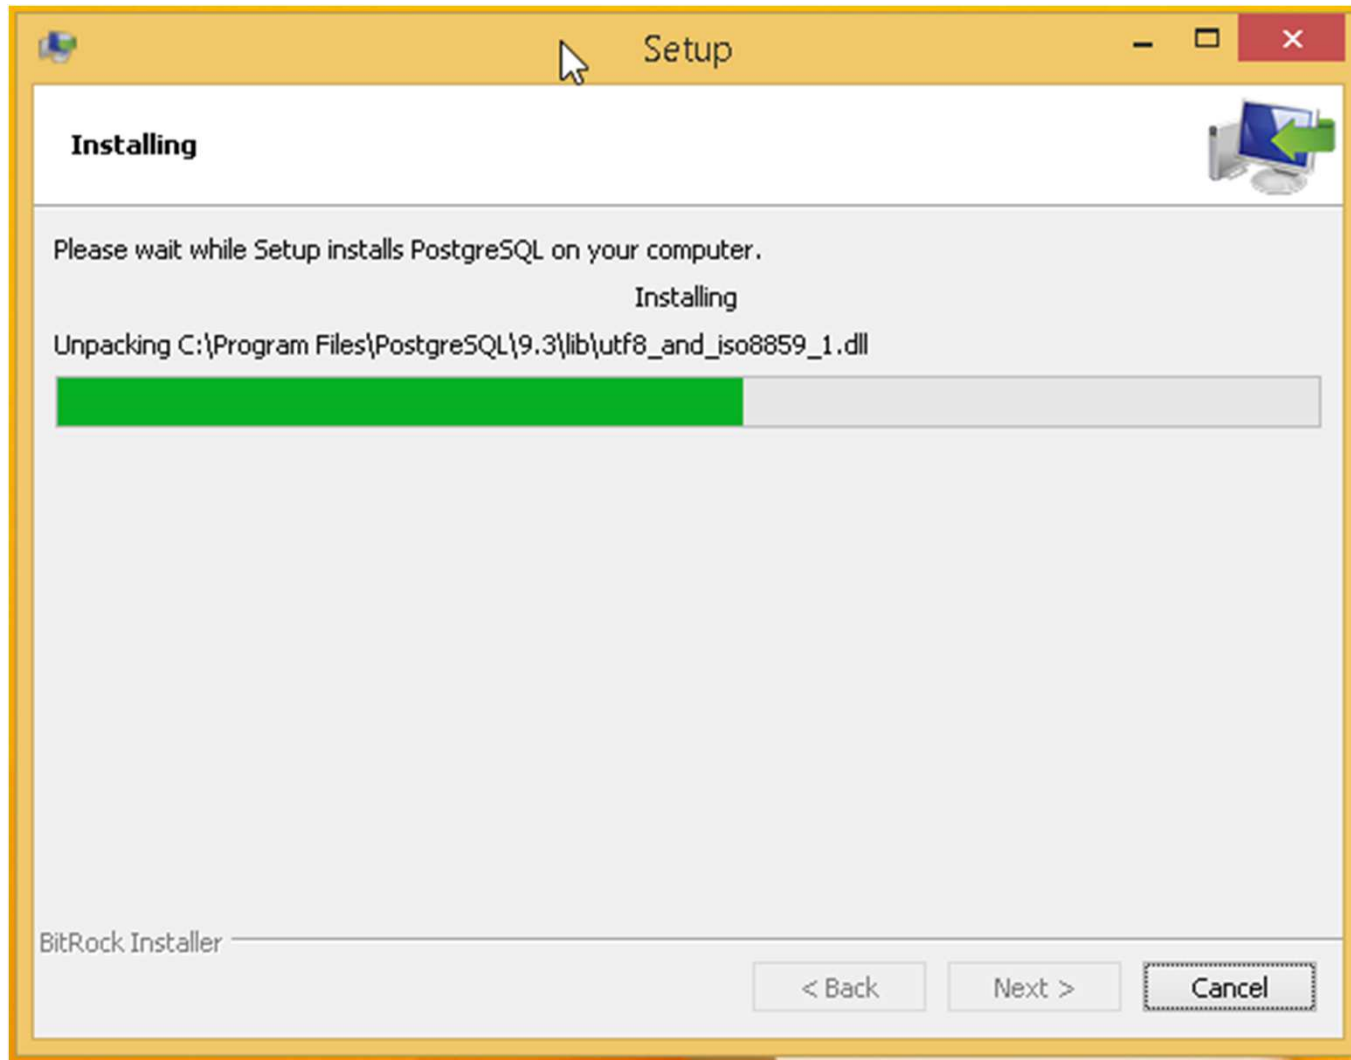 Setup
Installing
Please wait while Setup installs PostgreSQL on your computer.
Installing
Unpacking C:\Program Files\PostgreSQL\9.3\lib\utf8_and_iso8859_1.dll
BitRock Installer
< Back Next > Cancel